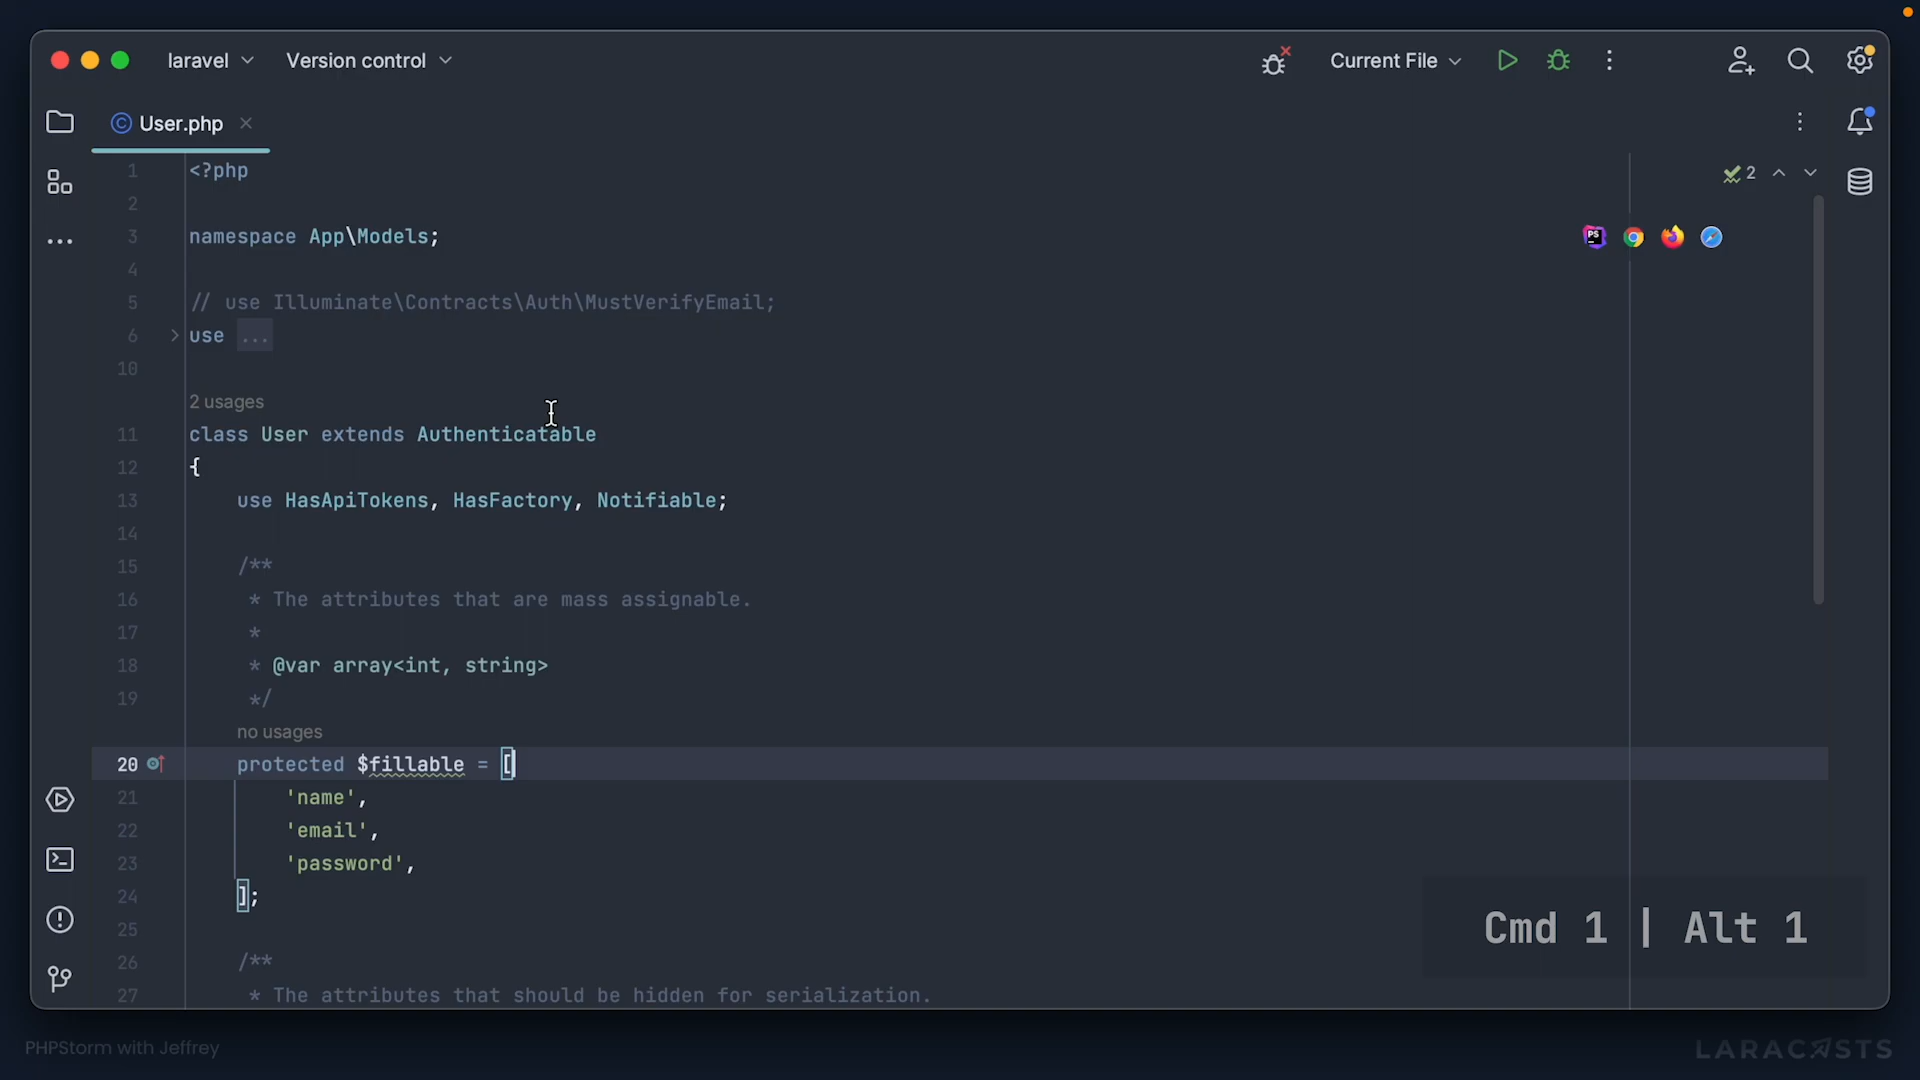 laravel
Version control
Current File
User.php
2
1 <?php
2
3 namespace App\Models;
4
5 // use Illuminate\Contracts\Auth\MustVerifyEmail;
6 use ...
10
2 usages
11 class User extends Authenticatable
12 {
13 use HasApiTokens, HasFactory, Notifiable;
14
15 /**
16 * The attributes that are mass assignable.
17 *
18 * @var array<int, string>
19 */
no usages
20 protected $fillable = [
21 'name',
22 'email',
23 'password',
24 ];
25
26 /**
27 * The attributes that should be hidden for serialization.
PS
Cmd 1 | Alt 1
PHPStorm with Jeffrey
LARACASTS